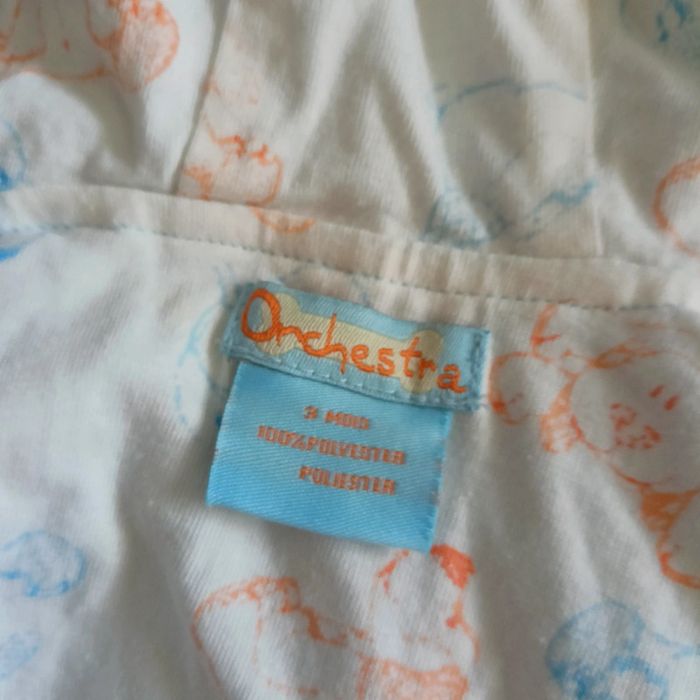 Orchestra
3 MOIS
100%POLYESTER
POLIESTER